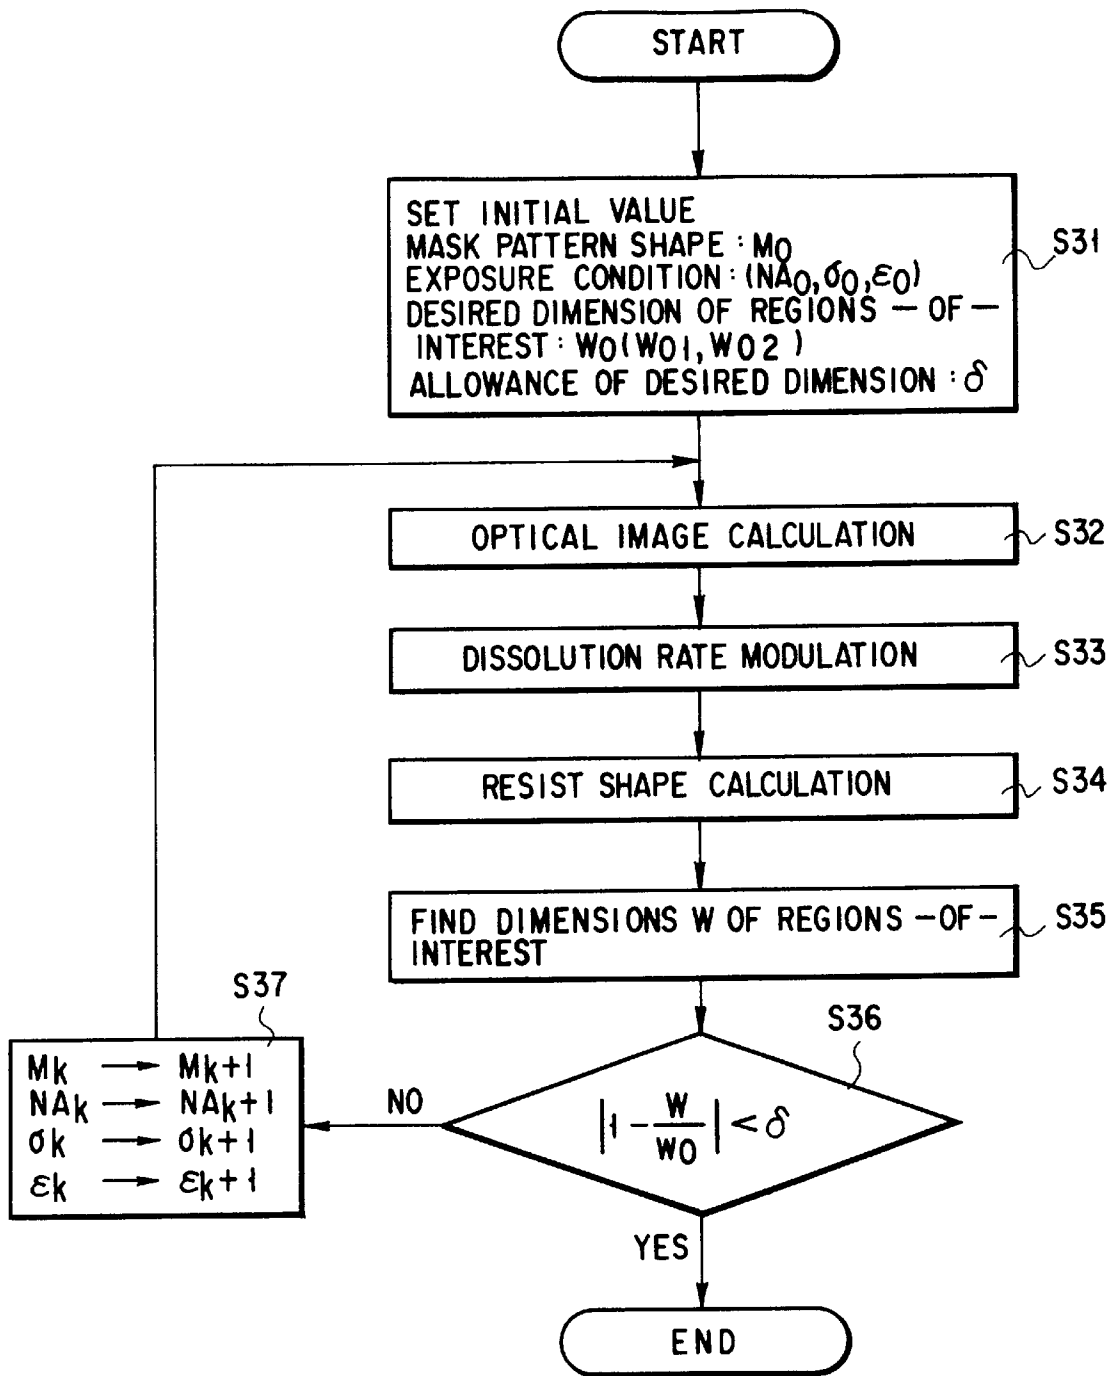 START
SET INITIAL VALUE
MASK PATTERN SHAPE : M0
EXPOSURE CONDITION : (NA0, σ0, ε0)
DESIRED DIMENSION OF REGIONS — OF —
INTEREST : W0 (W01, W02)
ALLOWANCE OF DESIRED DIMENSION : δ
S31
OPTICAL IMAGE CALCULATION
S32
DISSOLUTION RATE MODULATION
S33
RESIST SHAPE CALCULATION
S34
FIND DIMENSIONS W OF REGIONS —OF—
INTEREST
S35
S36
|1 - W/W0| < δ
NO
S37
Mk → Mk+1
NAk → NAk+1
σk → σk+1
εk → εk+1
YES
END